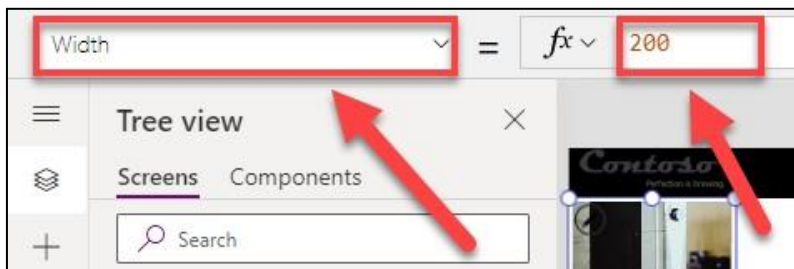 Width = fx 200
Tree view
Screens Components
Search
Contoso
Perfection is brewing.